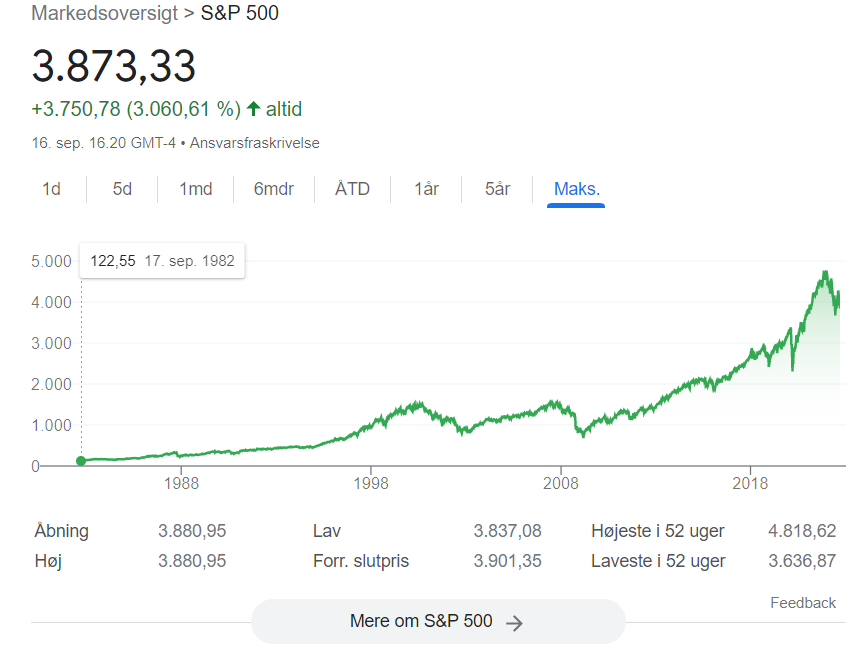 Markedsoversigt > S&P 500
3.873,33
+3.750,78 (3.060,61 %) ↑ altid
16. sep. 16.20 GMT-4 • Ansvarsfraskrivelse
1d 5d 1md 6mdr ÅTD 1år 5år Maks.
122,55 17. sep. 1982
5.000
4.000
3.000
2.000
1.000
0
1988 1998 2008 2018
Åbning 3.880,95 Lav 3.837,08 Højeste i 52 uger 4.818,62
Høj 3.880,95 Forr. slutpris 3.901,35 Laveste i 52 uger 3.636,87
Feedback
Mere om S&P 500 →